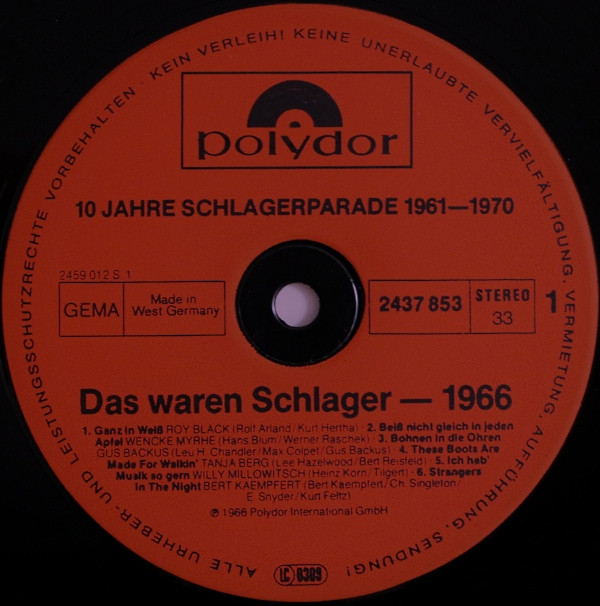 ALLE URHEBER- UND LEISTUNGSSCHUTZRECHTE VORBEHALTEN · KEIN VERLEIH! KEINE UNERLAUBTE VERVIELFÄLTIGUNG, VERMIETUNG, AUFFÜHRUNG, SENDUNG!
polydor
10 JAHRE SCHLAGERPARADE 1961—1970
2459 012 S 1
GEMA
Made in
West Germany
2437 853
STEREO
33
1
Das waren Schlager — 1966
1. Ganz in Weiß ROY BLACK (Rolf Arland/ Kurt Hertha) · 2. Beiß nicht gleich in jeden
Apfel WENCKE MYRHE (Hans Blum/Werner Raschek) · 3. Bohnen in die Ohren
GUS BACKUS (Leu H. Chandler/Max Colpet/Gus Backus) · 4. These Boots Are
Made For Walkin' TANJA BERG (Lee Hazelwood/Bert Reisfeld) · 5. Ich heb'
Musik so gern WILLY MILLOWITSCH (Heinz Korn/Tilgert) · 6. Strangers
In The Night BERT KAEMPFERT (Bert Kaempfert/Ch. Singleton/
E. Snyder/Kurt Feltz)
℗ 1966 Polydor International GmbH
LC 0309